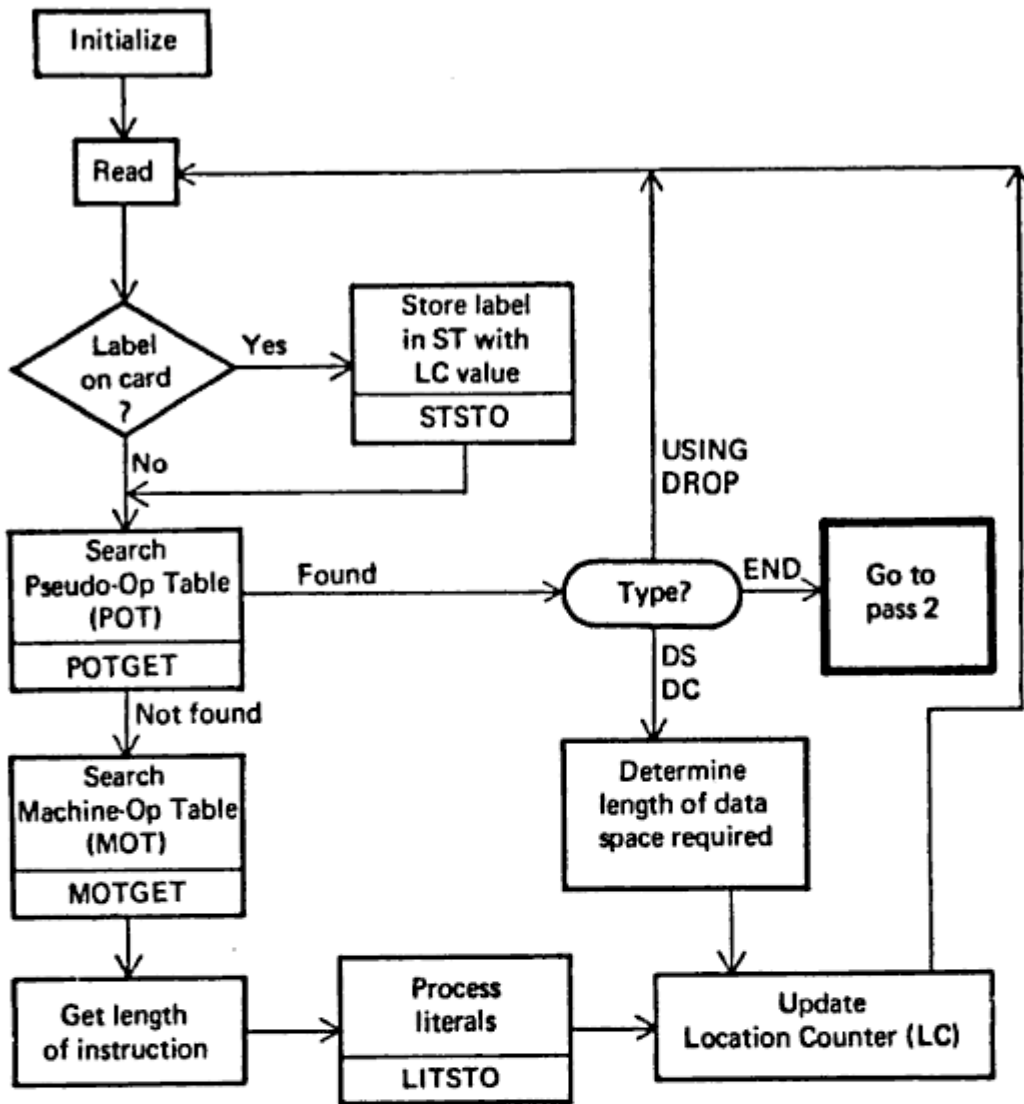 Initialize
Read
Label
on card
?
Yes
Store label
in ST with
LC value
STSTO
No
Search
Pseudo-Op Table
(POT)
POTGET
Found
Type?
USING
DROP
END
Go to
pass 2
DS
DC
Not found
Search
Machine-Op Table
(MOT)
MOTGET
Determine
length of data
space required
Get length
of instruction
Process
literals
LITSTO
Update
Location Counter (LC)